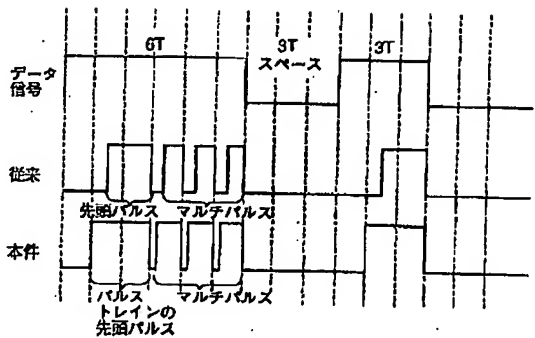 6T
3T
スペース
3T
データ
信号
従来
先頭パルス
マルチパルス
本件
パルス
トレインの
先頭パルス
マルチパルス